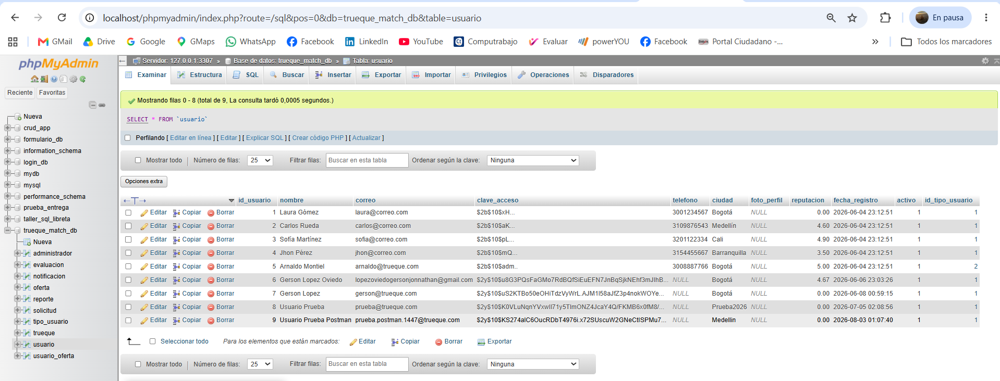 localhost/phpmyadmin/index.php?route=/sql&pos=0&db=trueque_match_db&table=usuario
En pausa
GMail Drive Google GMaps WhatsApp Facebook LinkedIn YouTube Computrabajo Evaluar powerYOU Facebook Portal Ciudadano -... » Todos los marcadores
phpMyAdmin
Reciente Favoritas
Nueva
crud_app
formulario_db
information_schema
login_db
mydb
mysql
performance_schema
prueba_entrega
taller_sql_libreta
trueque_match_db
Nueva
administrador
evaluacion
notificacion
oferta
reporte
solicitud
tipo_usuario
trueque
usuario
usuario_oferta
Servidor: 127.0.0.1:3307 » Base de datos: trueque_match_db » Tabla: usuario
Examinar Estructura SQL Buscar Insertar Exportar Importar Privilegios Operaciones Disparadores
Mostrando filas 0 - 8 (total de 9, La consulta tardó 0,0005 segundos.)
SELECT * FROM `usuario`
Perfilando [ Editar en línea ] [ Editar ] [ Explicar SQL ] [ Crear código PHP ] [ Actualizar ]
Mostrar todo | Número de filas: 25 Filtrar filas: Buscar en esta tabla Ordenar según la clave: Ninguna
Opciones extra
←T→ id_usuario nombre correo clave_acceso telefono ciudad foto_perfil reputacion fecha_registro activo id_tipo_usuario
Editar Copiar Borrar 1 Laura Gómez laura@correo.com $2b$10$xH... 3001234567 Bogotá NULL 0.00 2026-06-04 23:12:51 1 1
Editar Copiar Borrar 2 Carlos Rueda carlos@correo.com $2b$10$aK... 3109876543 Medellín NULL 4.60 2026-06-04 23:12:51 1 1
Editar Copiar Borrar 3 Sofía Martínez sofia@correo.com $2b$10$pL... 3201122334 Cali NULL 4.90 2026-06-04 23:12:51 1 1
Editar Copiar Borrar 4 Jhon Pérez jhon@correo.com $2b$10$mQ... 3154455667 Barranquilla NULL 3.50 2026-06-04 23:12:51 1 1
Editar Copiar Borrar 5 Arnaldo Montiel arnaldo@trueque.com $2b$10$adm.. 3008887766 Bogotá NULL 5.00 2026-06-04 23:12:51 1 2
Editar Copiar Borrar 6 Gerson Lopez Oviedo lopezoviedogersonjonnathan@gmail.com $2y$10$u8G3PQsFaGMo7RdBQfSiEuEFN7JnBqSjkNEhf3mJIhB... NULL Bogotá NULL 4.67 2026-06-06 23:03:26 1 1
Editar Copiar Borrar 7 Gerson Lopez gerson@trueque.com $2y$10$uS2KTBo50eOHiTdzVyWrL.AJM1I58aJfZ3p4nokWOYe... NULL Bogotá NULL 0.00 2026-06-08 00:59:15 1 1
Editar Copiar Borrar 8 Usuario Prueba prueba@trueque.com $2y$10$K0VLuNqnYVxwII71y5TImONZ4JcaY4Q/FKMB6x0fM8/... NULL Prueba2026 NULL 0.00 2026-07-05 02:08:56 1 1
Editar Copiar Borrar 9 Usuario Prueba Postman prueba.postman.1447@trueque.com $2y$10$KS274alC6OucRDbT4976i.x72SUscuW2GNeCtlSPMu7... NULL Medellin NULL 0.00 2026-08-03 01:07:40 1 1
Seleccionar todo Para los elementos que están marcados: Editar Copiar Borrar Exportar
Mostrar todo | Número de filas: 25 Filtrar filas: Buscar en esta tabla Ordenar según la clave: Ninguna